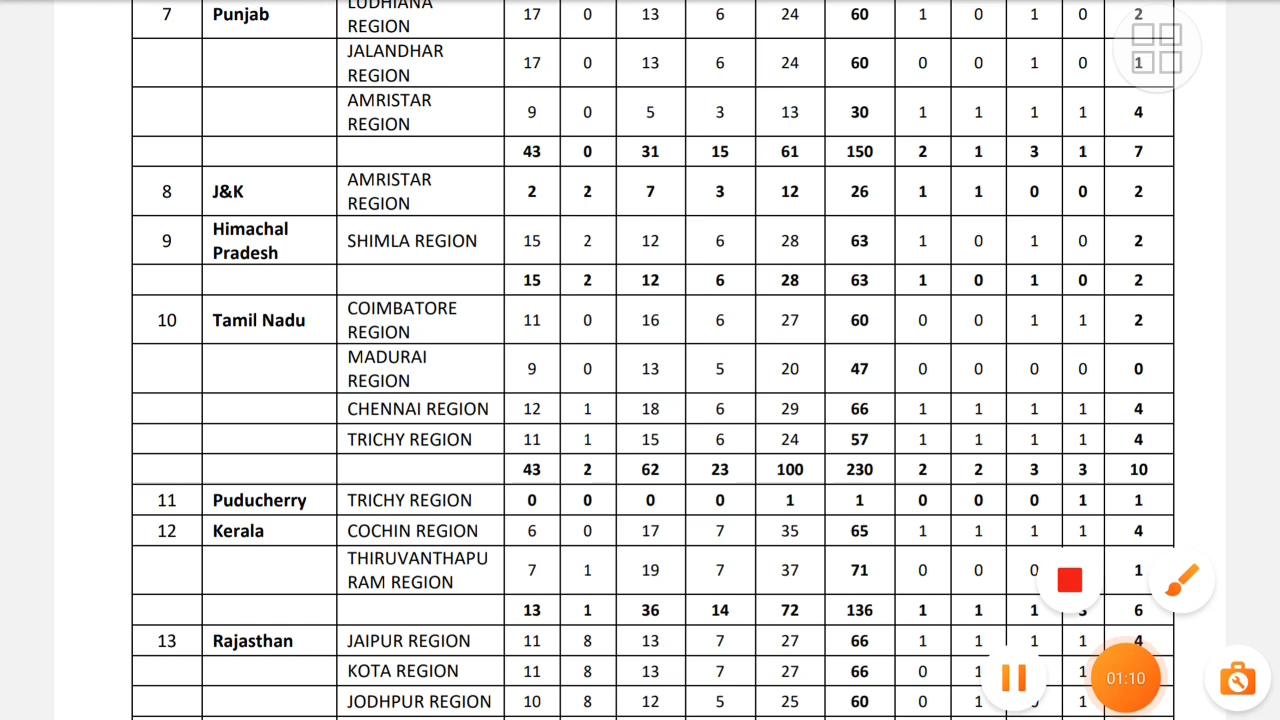 7 Punjab LUDHIANA REGION 17 0 13 6 24 60 1 0 1 0 2
JALANDHAR REGION 17 0 13 6 24 60 0 0 1 0 1
AMRISTAR REGION 9 0 5 3 13 30 1 1 1 1 4
43 0 31 15 61 150 2 1 3 1 7
8 J&K AMRISTAR REGION 2 2 7 3 12 26 1 1 0 0 2
9 Himachal Pradesh SHIMLA REGION 15 2 12 6 28 63 1 0 1 0 2
15 2 12 6 28 63 1 0 1 0 2
10 Tamil Nadu COIMBATORE REGION 11 0 16 6 27 60 0 0 1 1 2
MADURAI REGION 9 0 13 5 20 47 0 0 0 0 0
CHENNAI REGION 12 1 18 6 29 66 1 1 1 1 4
TRICHY REGION 11 1 15 6 24 57 1 1 1 1 4
43 2 62 23 100 230 2 2 3 3 10
11 Puducherry TRICHY REGION 0 0 0 0 1 1 0 0 0 1 1
12 Kerala COCHIN REGION 6 0 17 7 35 65 1 1 1 1 4
THIRUVANTHAPU RAM REGION 7 1 19 7 37 71 0 0 0 1
13 1 36 14 72 136 1 1 1 3 6
13 Rajasthan JAIPUR REGION 11 8 13 7 27 66 1 1 1 1 4
KOTA REGION 11 8 13 7 27 66 0 1 1
JODHPUR REGION 10 8 12 5 25 60 0 1 1
01:10